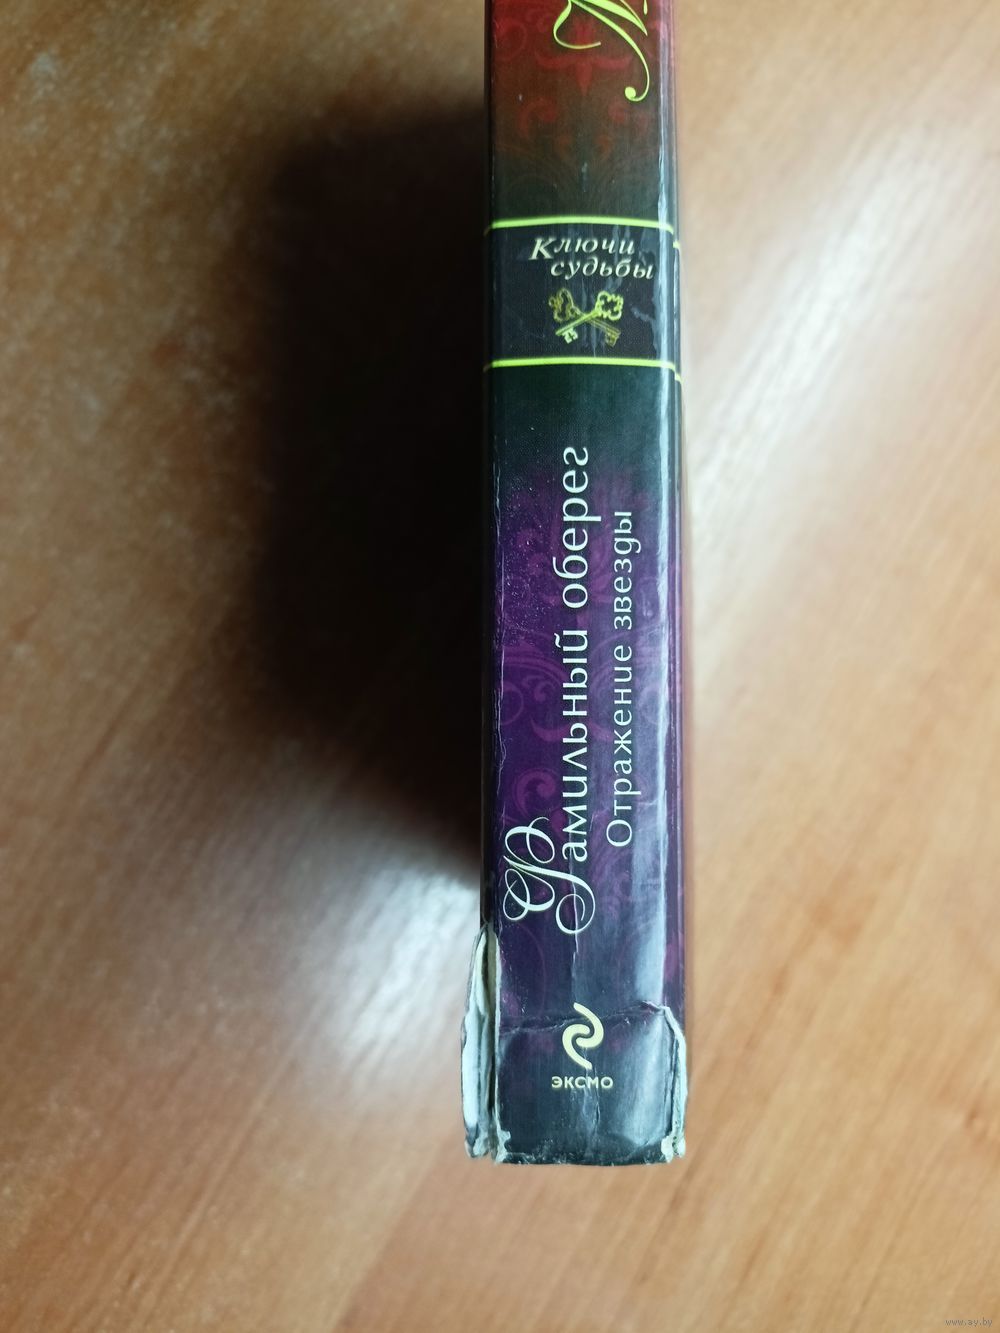 Ключи
судьбы
Фамильный оберег
Отражение звезды
ЭКСМО
www.ay.by